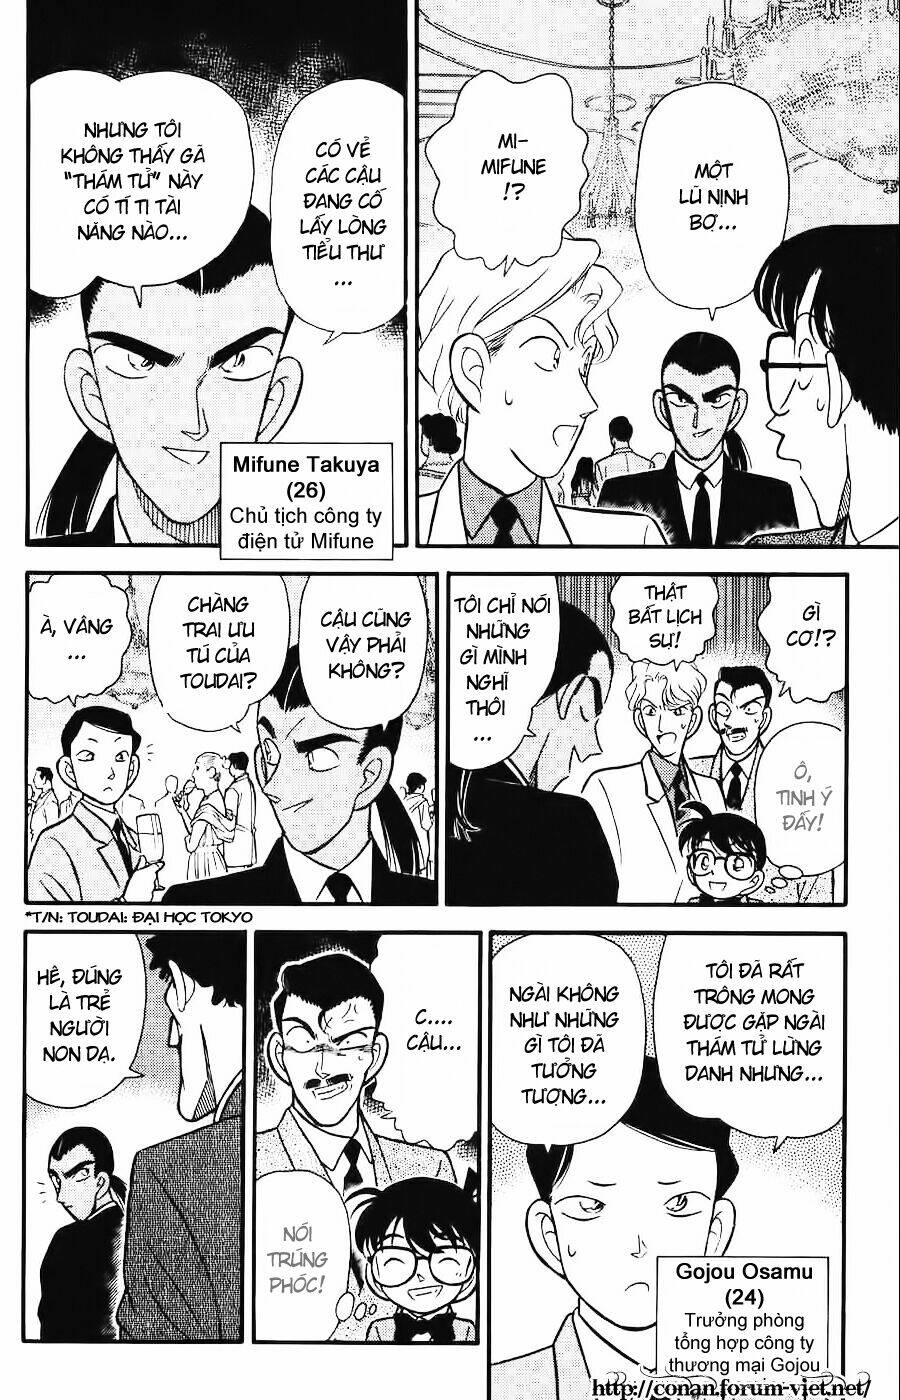 MỘT
LŨ NỊNH
BỢ...
MI-
MIFUNE
!?
CÓ VẺ
CÁC CẬU
ĐANG CỐ
LẤY LÒNG
TIỂU THƯ
...
NHƯNG TÔI
KHÔNG THẤY GÃ
"THÁM TỬ" NÀY
CÓ TÍ TI TÀI
NĂNG NÀO...
Mifune Takuya
(26)
Chủ tịch công ty
điện tử Mifune
GÌ
CƠ!?
THẬT
BẤT LỊCH
SỰ!
TÔI CHỈ NÓI
NHỮNG
GÌ MÌNH
NGHĨ
THÔI
...
Ô,
TINH Ý
ĐẤY!
CẬU CŨNG
VẬY PHẢI
KHÔNG?
CHÀNG
TRAI ƯU
TÚ CỦA
TOUDAI?
À, VÂNG
...
*T/N: TOUDAI: ĐẠI HỌC TOKYO
TÔI ĐÃ RẤT
TRÔNG MONG
ĐƯỢC GẶP NGÀI
THÁM TỬ LỪNG
DANH NHƯNG...
NGÀI KHÔNG
NHƯ NHỮNG
GÌ TÔI ĐÃ
TƯỞNG
TƯỢNG...
Gojou Osamu
(24)
Trưởng phòng
tổng hợp công ty
thương mại Gojou
C....
CẬU...
NÓI
TRÚNG
PHÓC!
HÊ, ĐÚNG
LÀ TRẺ
NGƯỜI
NON DẠ.
http://conan.forum-viet.net/